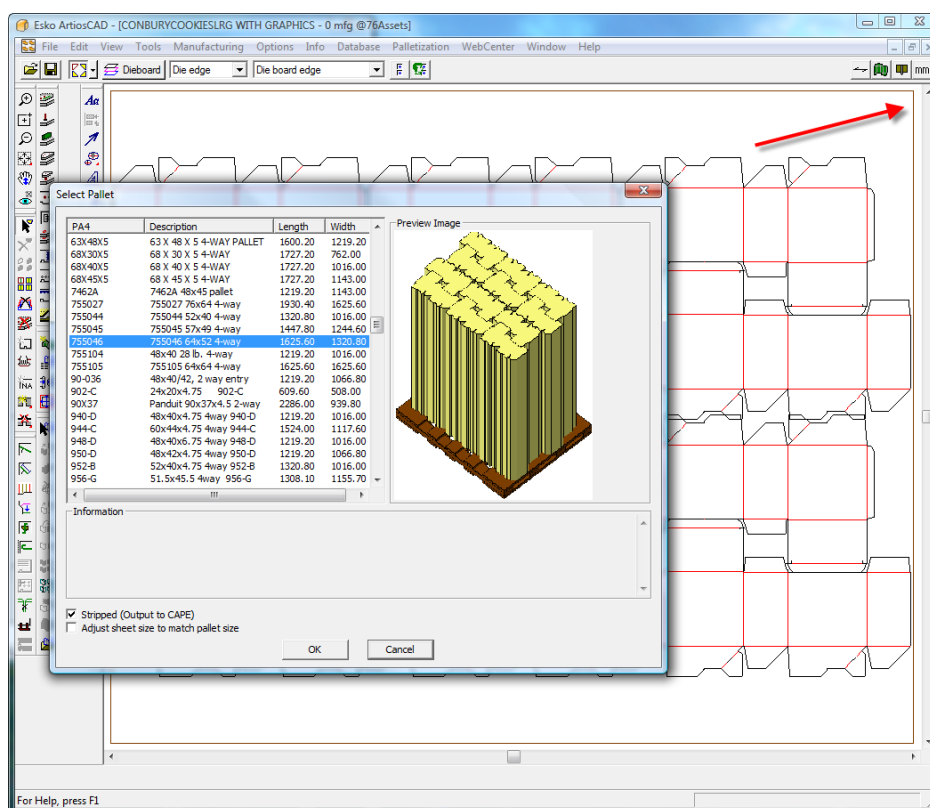 Esko ArtiosCAD - [CONBURYCOOKIESLRG WITH GRAPHICS - 0 mfg @76Assets]
File Edit View Tools Manufacturing Options Info Database Palletization WebCenter Window Help
Dieboard Die edge Die board edge mm
Aa
INA
Select Pallet
PA4 Description Length Width
63X48X5 63 X 48 X 5 4-WAY PALLET 1600.20 1219.20
68X30X5 68 X 30 X 5 4-WAY 1727.20 762.00
68X40X5 68 X 40 X 5 4-WAY 1727.20 1016.00
68X45X5 68 X 45 X 5 4-WAY 1727.20 1143.00
7462A 7462A 48x45 pallet 1219.20 1143.00
755027 755027 76x64 4-way 1930.40 1625.60
755044 755044 52x40 4-way 1320.80 1016.00
755045 755045 57x49 4-way 1447.80 1244.60
755046 755046 64x52 4-way 1625.60 1320.80
755104 48x40 28 lb. 4-way 1219.20 1016.00
755105 755105 64x64 4-way 1625.60 1625.60
90-036 48x40/42, 2 way entry 1219.20 1066.80
902-C 24x20x4.75 902-C 609.60 508.00
90X37 Panduit 90x37x4.5 2-way 2286.00 939.80
940-D 48x40x4.75 4way 940-D 1219.20 1016.00
944-C 60x44x4.75 4way 944-C 1524.00 1117.60
948-D 48x40x6.75 4way 948-D 1219.20 1016.00
950-D 48x42x4.75 4way 950-D 1219.20 1066.80
952-B 52x40x4.75 4way 952-B 1320.80 1016.00
956-G 51.5x45.5 4way 956-G 1308.10 1155.70
Preview Image
Information
Stripped (Output to CAPE)
Adjust sheet size to match pallet size
OK Cancel
For Help, press F1